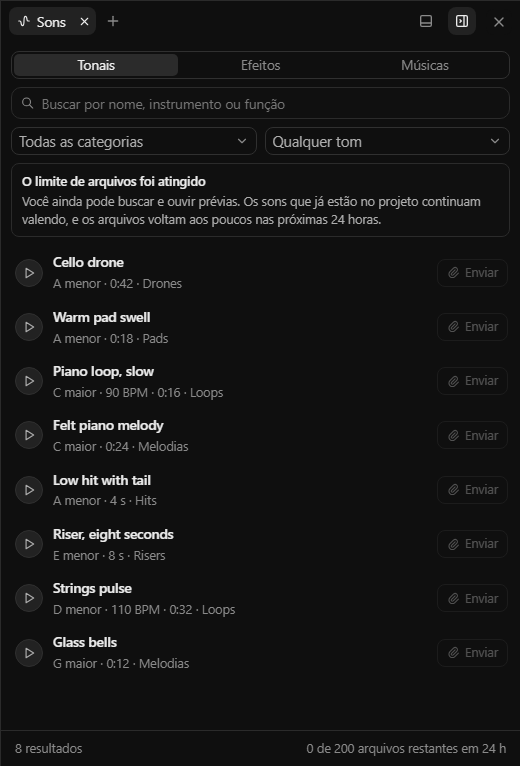 Sons
Tonais
Efeitos
Músicas
Buscar por nome, instrumento ou função
Todas as categorias
Qualquer tom
O limite de arquivos foi atingido
Você ainda pode buscar e ouvir prévias. Os sons que já estão no projeto continuam
valendo, e os arquivos voltam aos poucos nas próximas 24 horas.
Cello drone
A menor · 0:42 · Drones
Enviar
Warm pad swell
A menor · 0:18 · Pads
Enviar
Piano loop, slow
C maior · 90 BPM · 0:16 · Loops
Enviar
Felt piano melody
C maior · 0:24 · Melodias
Enviar
Low hit with tail
A menor · 4 s · Hits
Enviar
Riser, eight seconds
E menor · 8 s · Risers
Enviar
Strings pulse
D menor · 110 BPM · 0:32 · Loops
Enviar
Glass bells
G maior · 0:12 · Melodias
Enviar
8 resultados
0 de 200 arquivos restantes em 24 h